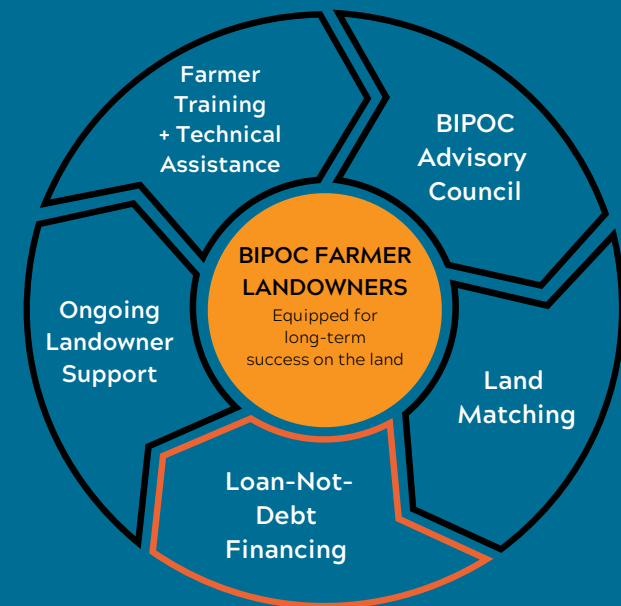 Farmer
Training
+ Technical
Assistance
BIPOC
Advisory
Council
BIPOC FARMER
LANDOWNERS
Equipped for
long-term
success on the land
Ongoing
Landowner
Support
Land
Matching
Loan-Not-
Debt
Financing